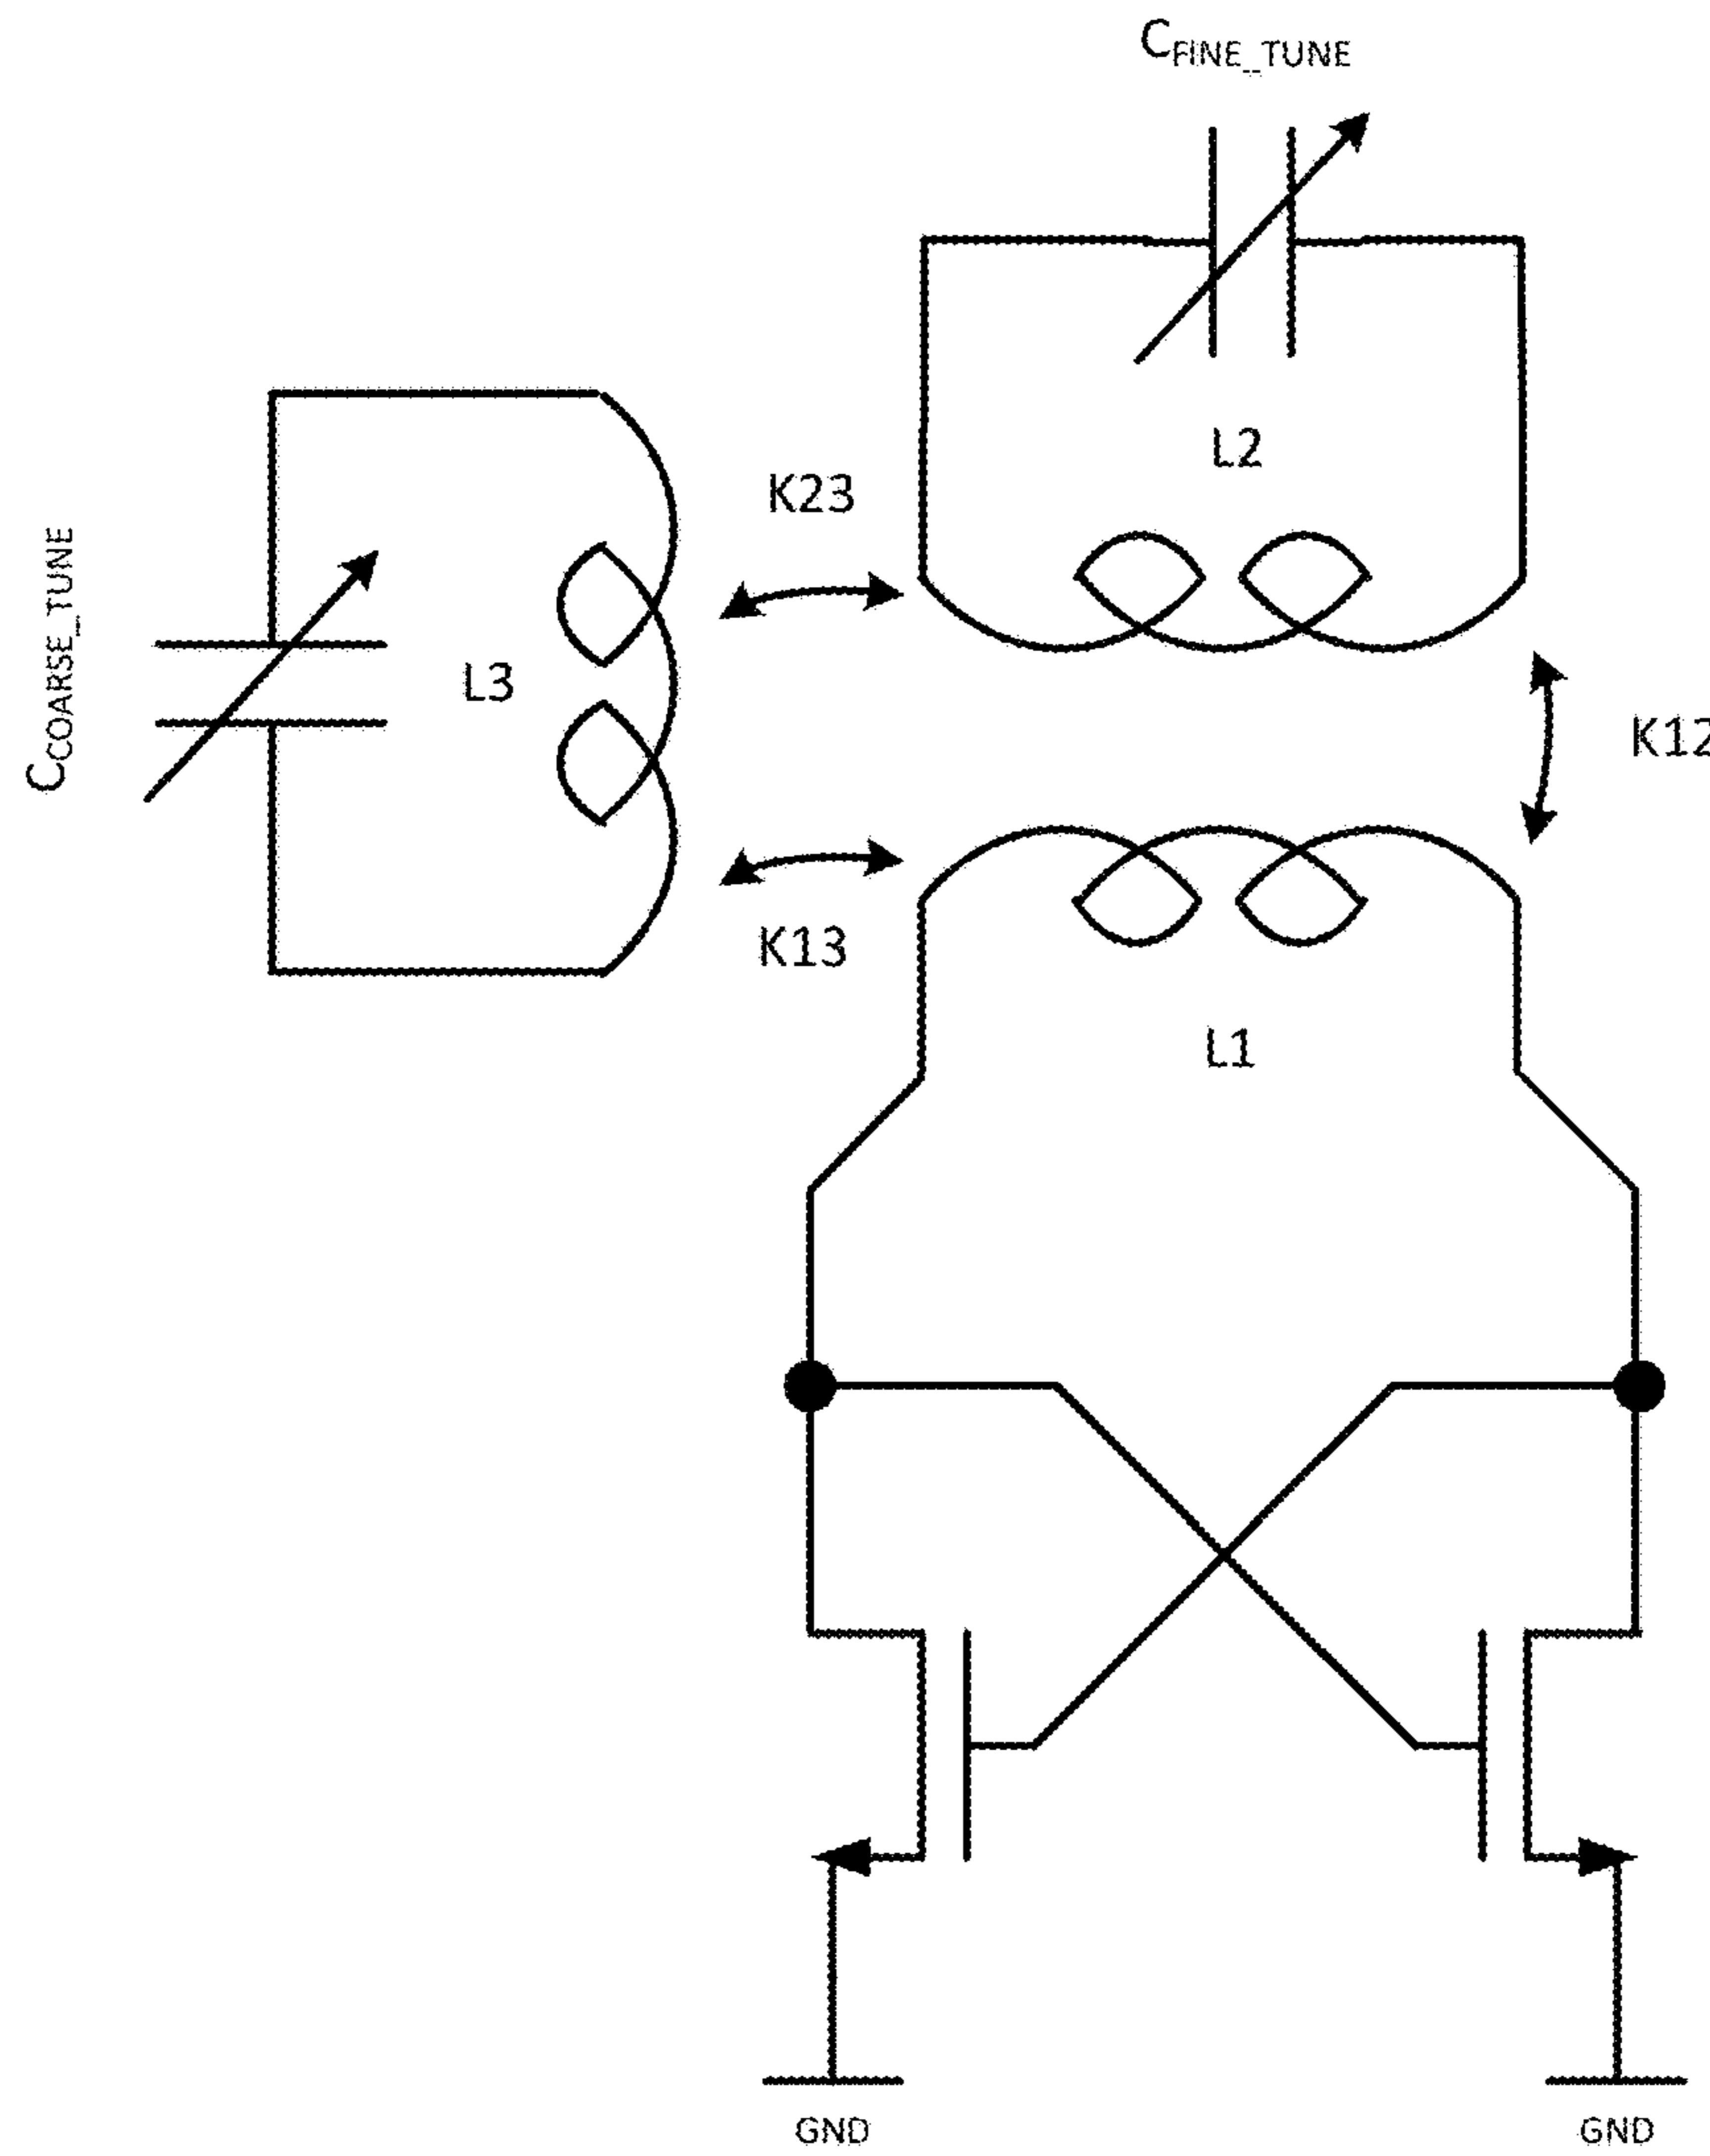 CFINE_TUNE
L2
K23
CCOARSE_TUNE
L3
K12
K13
L1
GND
GND